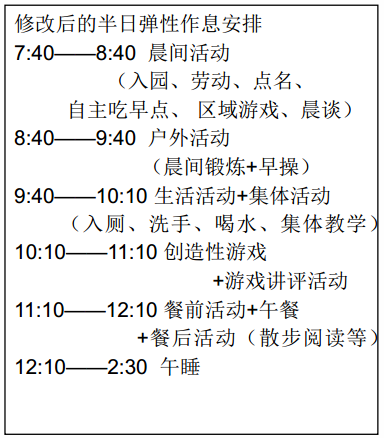 修改后的半日弹性作息安排
7:40——8:40 晨间活动
（入园、劳动、点名、
自主吃早点、 区域游戏、晨谈）
8:40——9:40 户外活动
（晨间锻炼+早操）
9:40——10:10 生活活动+集体活动
（入厕、洗手、喝水、集体教学）
10:10——11:10 创造性游戏
+游戏讲评活动
11:10——12:10 餐前活动+午餐
+餐后活动（散步阅读等）
12:10——2:30 午睡